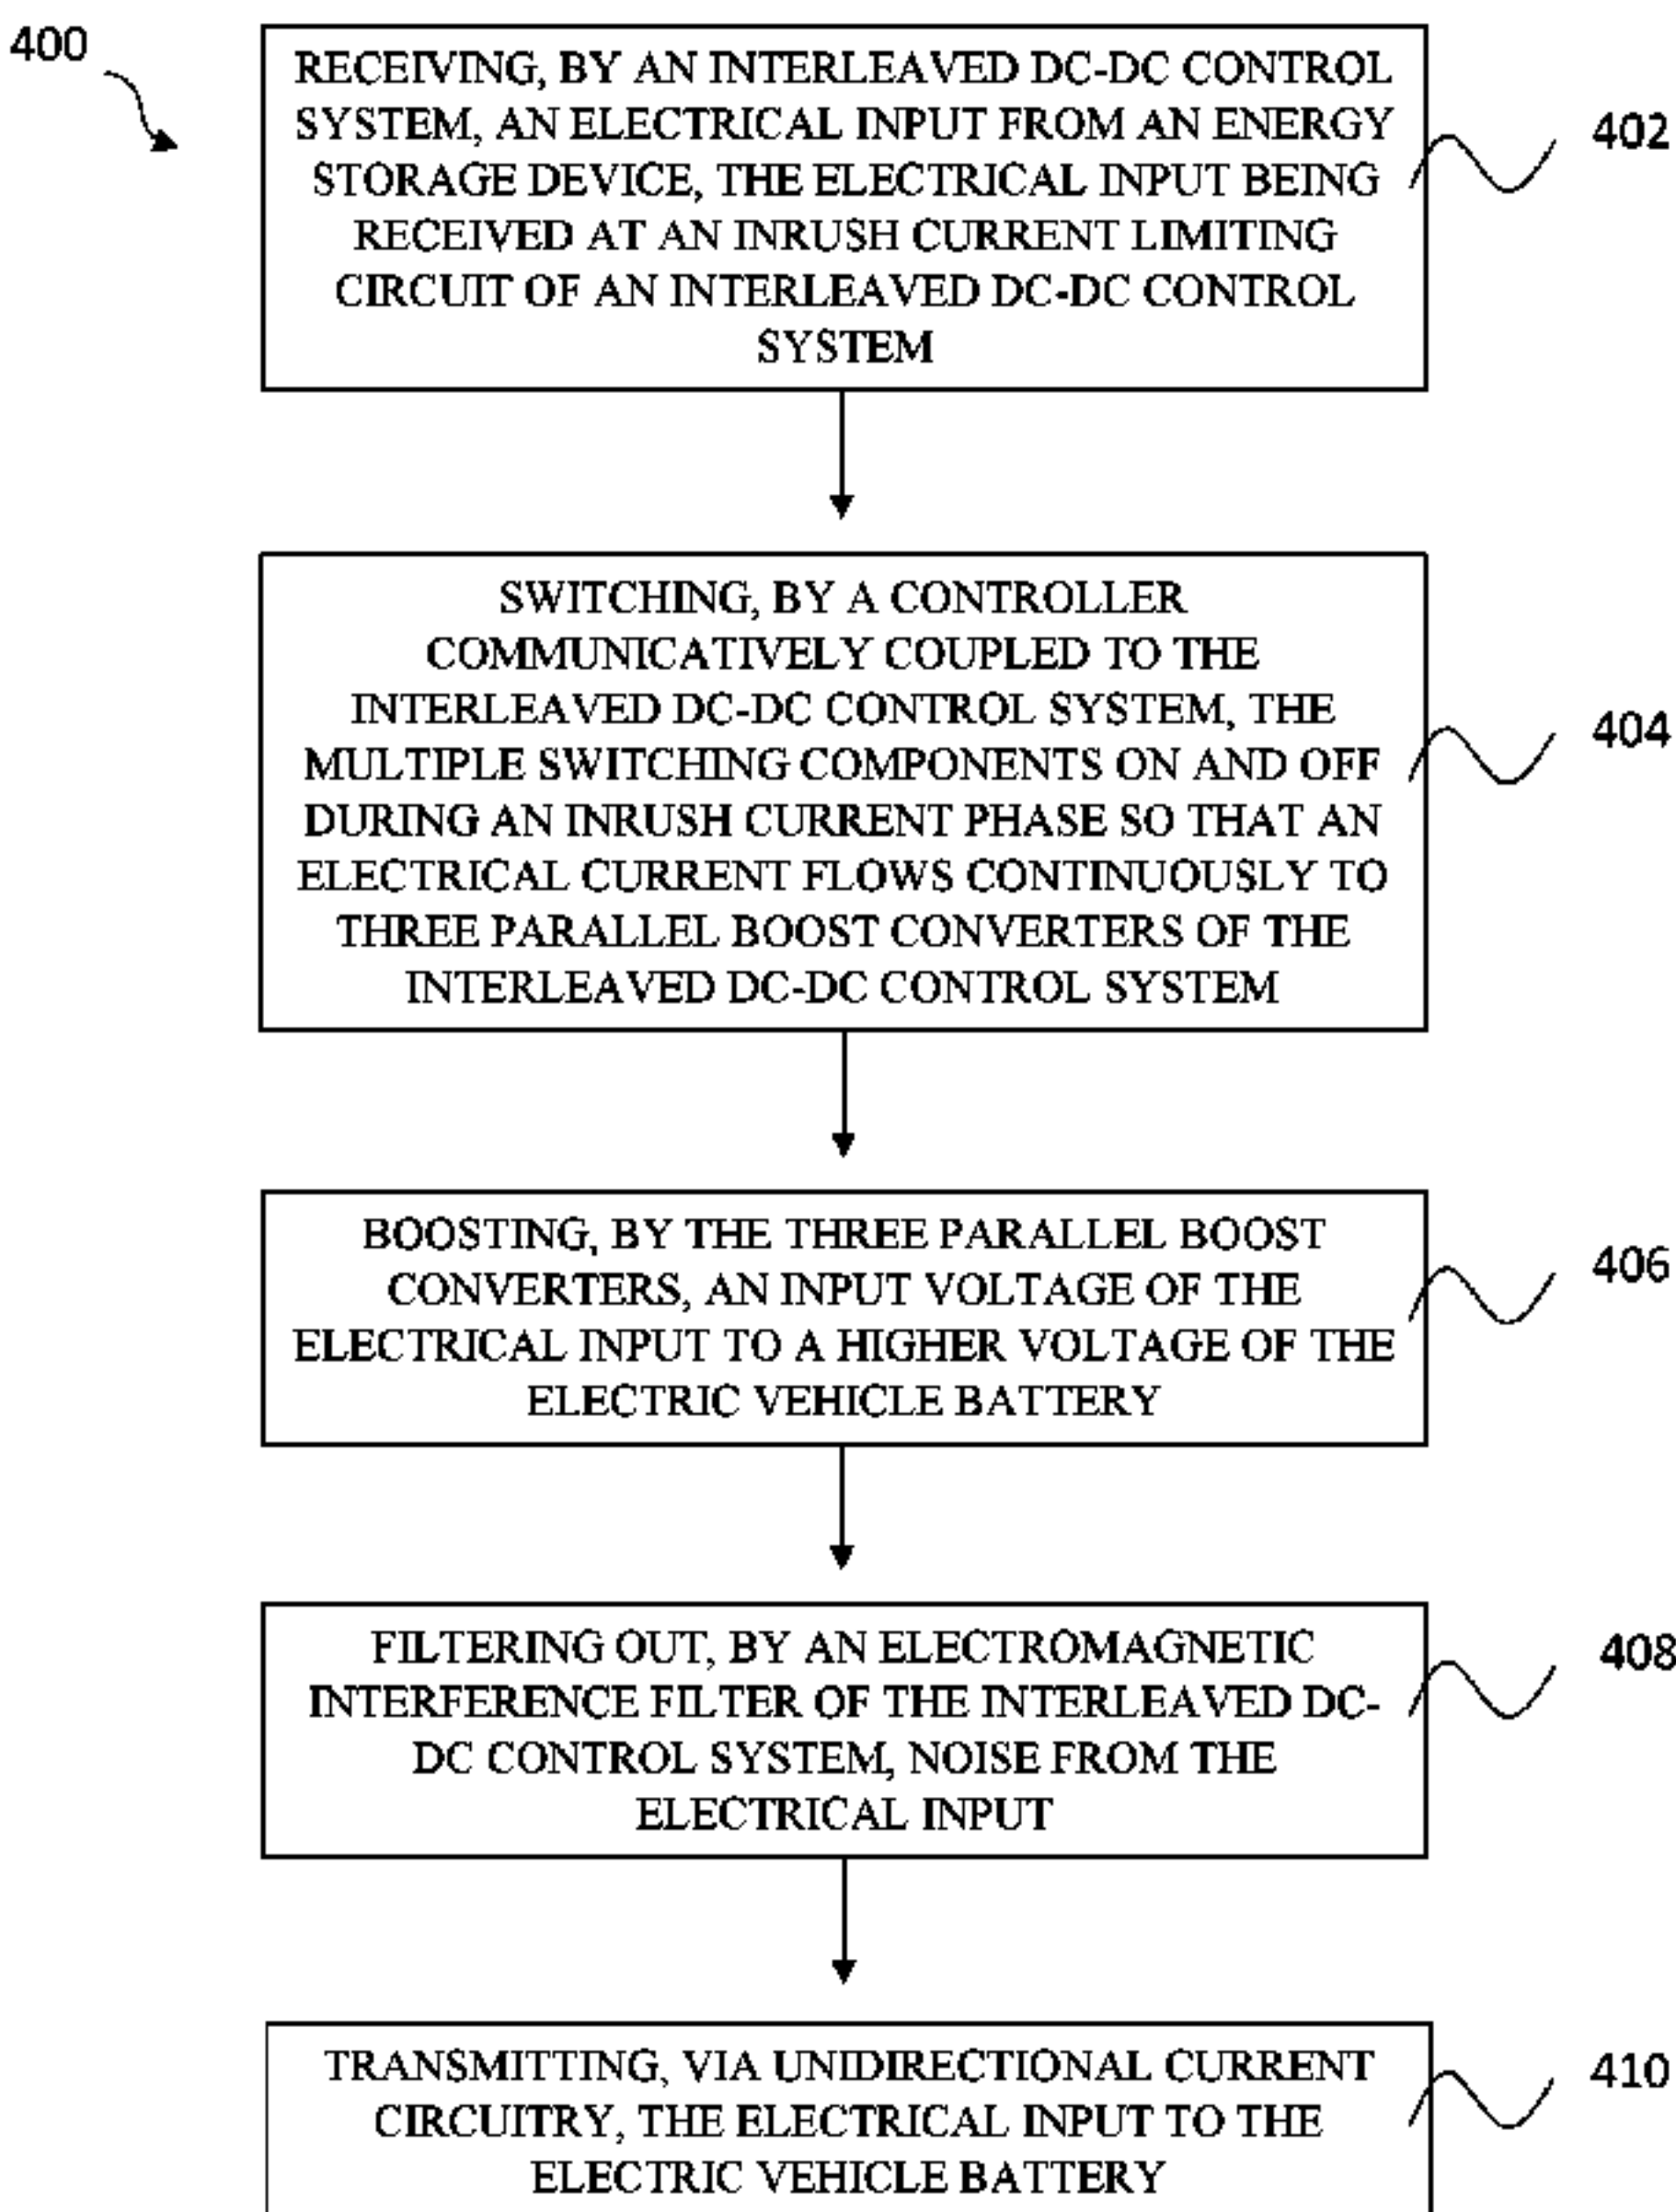 400
RECEIVING, BY AN INTERLEAVED DC-DC CONTROL
SYSTEM, AN ELECTRICAL INPUT FROM AN ENERGY
STORAGE DEVICE, THE ELECTRICAL INPUT BEING
RECEIVED AT AN INRUSH CURRENT LIMITING
CIRCUIT OF AN INTERLEAVED DC-DC CONTROL
SYSTEM
402
SWITCHING, BY A CONTROLLER
COMMUNICATIVELY COUPLED TO THE
INTERLEAVED DC-DC CONTROL SYSTEM, THE
MULTIPLE SWITCHING COMPONENTS ON AND OFF
DURING AN INRUSH CURRENT PHASE SO THAT AN
ELECTRICAL CURRENT FLOWS CONTINUOUSLY TO
THREE PARALLEL BOOST CONVERTERS OF THE
INTERLEAVED DC-DC CONTROL SYSTEM
404
BOOSTING, BY THE THREE PARALLEL BOOST
CONVERTERS, AN INPUT VOLTAGE OF THE
ELECTRICAL INPUT TO A HIGHER VOLTAGE OF THE
ELECTRIC VEHICLE BATTERY
406
FILTERING OUT, BY AN ELECTROMAGNETIC
INTERFERENCE FILTER OF THE INTERLEAVED DC-
DC CONTROL SYSTEM, NOISE FROM THE
ELECTRICAL INPUT
408
TRANSMITTING, VIA UNIDIRECTIONAL CURRENT
CIRCUITRY, THE ELECTRICAL INPUT TO THE
ELECTRIC VEHICLE BATTERY
410